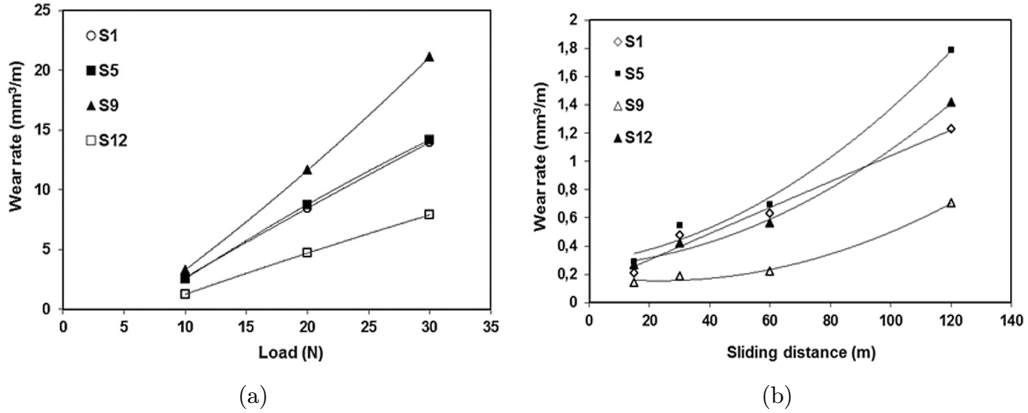 25
20
15
10
5
0
0 5 10 15 20 25 30 35
Wear rate (mm³/m)
Load (N)
S1
S5
S9
S12
(a)
2
1,8
1,6
1,4
1,2
1
0,8
0,6
0,4
0,2
0
0 20 40 60 80 100 120 140
Wear rate (mm³/m)
Sliding distance (m)
S1
S5
S9
S12
(b)